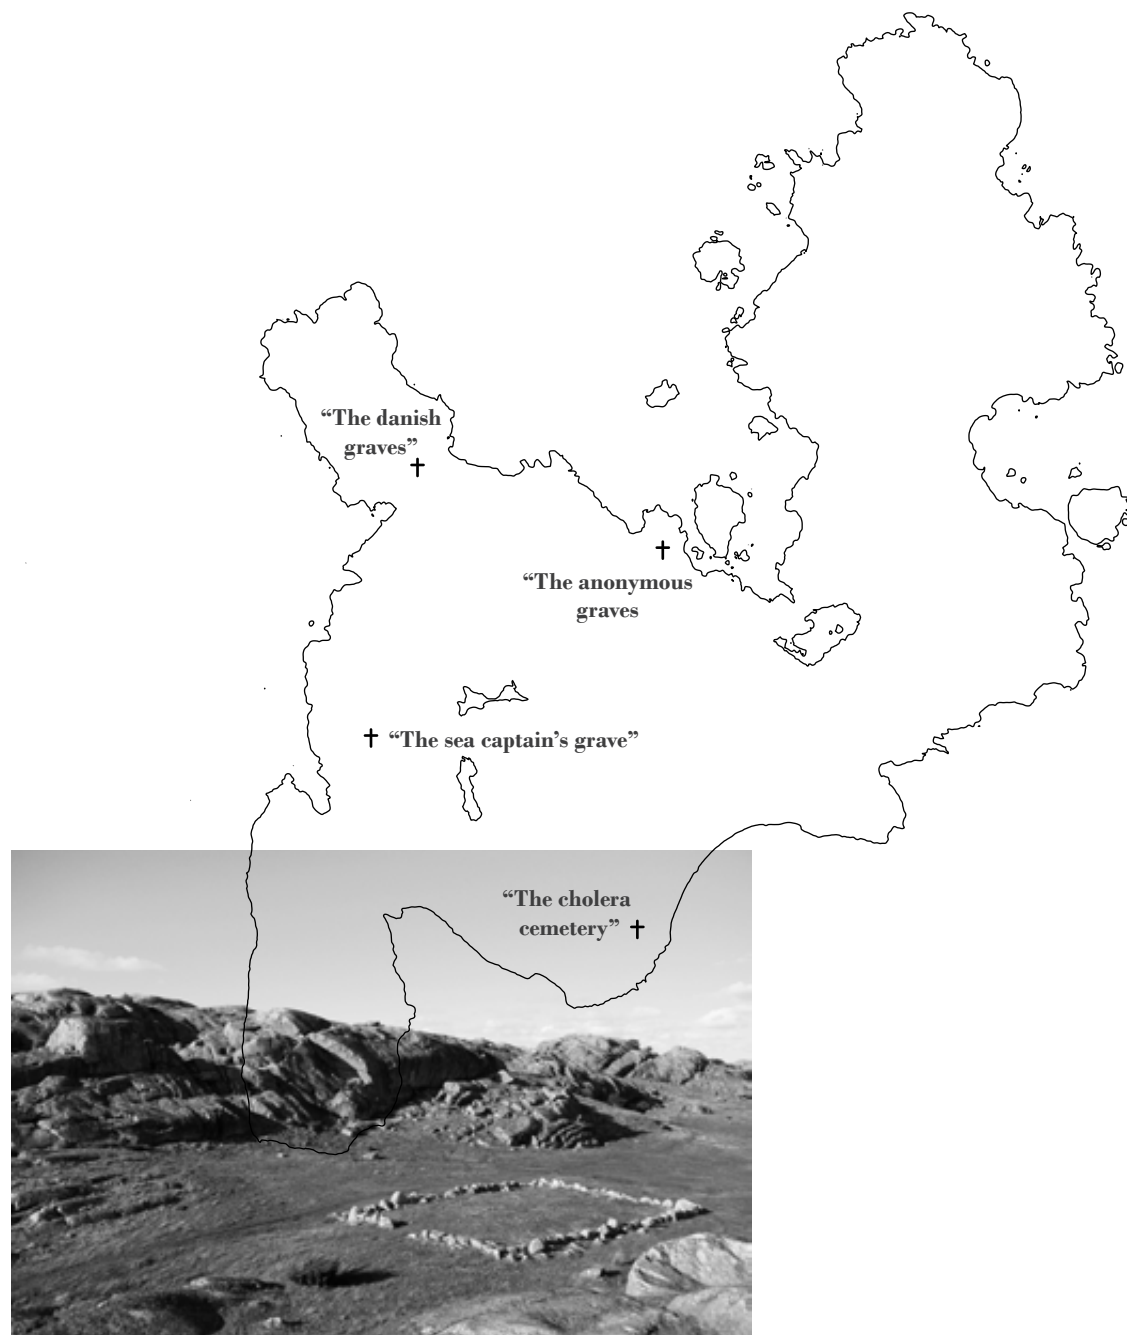 “The danish
graves”
“The anonymous
graves
“The sea captain’s grave”
“The cholera
cemetery”